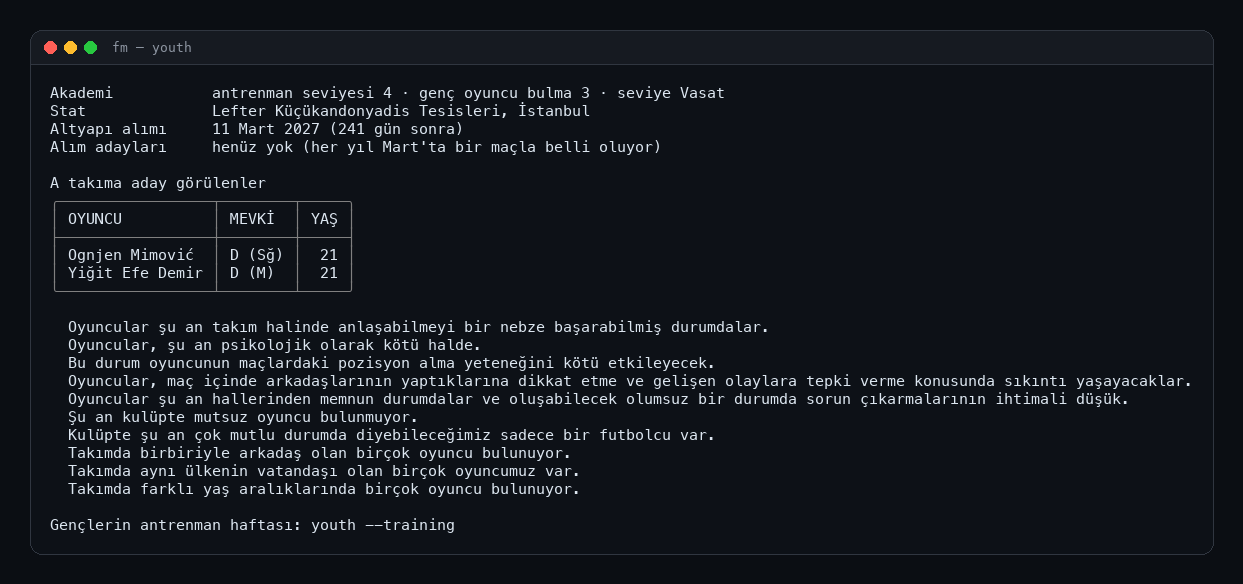 fm — youth
Akademi antrenman seviyesi 4 · genç oyuncu bulma 3 · seviye Vasat
Stat Lefter Küçükandonyadis Tesisleri, İstanbul
Altyapı alımı 11 Mart 2027 (241 gün sonra)
Alım adayları henüz yok (her yıl Mart'ta bir maçla belli oluyor)
A takıma aday görülenler
OYUNCU MEVKİ YAŞ
Ognjen Mimović D (Sğ) 21
Yiğit Efe Demir D (M) 21
Oyuncular şu an takım halinde anlaşabilmeyi bir nebze başarabilmiş durumdalar.
Oyuncular, şu an psikolojik olarak kötü halde.
Bu durum oyuncunun maçlardaki pozisyon alma yeteneğini kötü etkileyecek.
Oyuncular, maç içinde arkadaşlarının yaptıklarına dikkat etme ve gelişen olaylara tepki verme konusunda sıkıntı yaşayacaklar.
Oyuncular şu an hallerinden memnun durumdalar ve oluşabilecek olumsuz bir durumda sorun çıkarmalarının ihtimali düşük.
Şu an kulüpte mutsuz oyuncu bulunmuyor.
Kulüpte şu an çok mutlu durumda diyebileceğimiz sadece bir futbolcu var.
Takımda birbiriyle arkadaş olan birçok oyuncu bulunuyor.
Takımda aynı ülkenin vatandaşı olan birçok oyuncumuz var.
Takımda farklı yaş aralıklarında birçok oyuncu bulunuyor.
Gençlerin antrenman haftası: youth --training